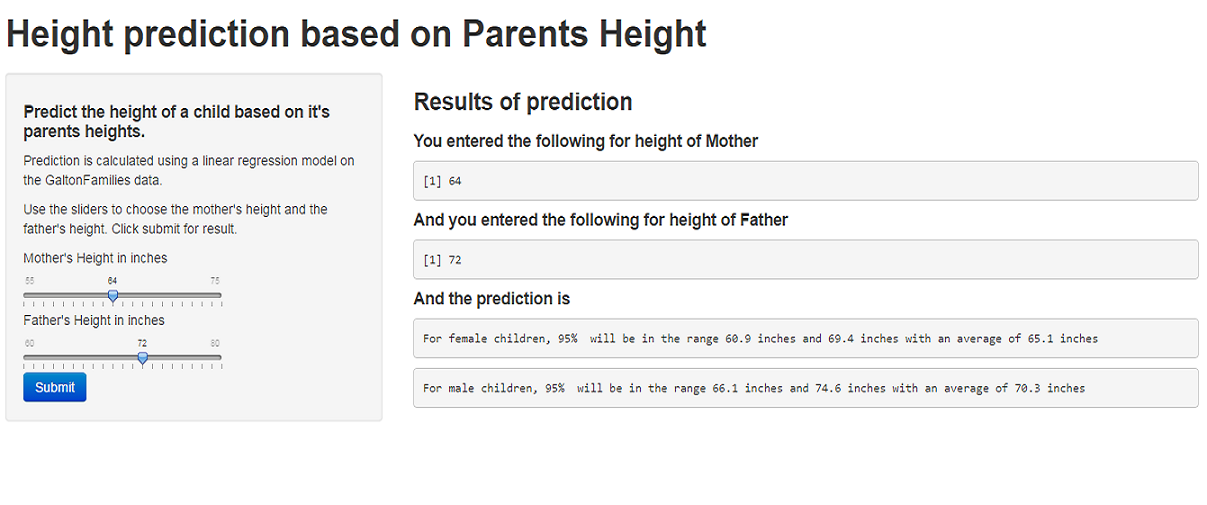 Height prediction based on Parents Height
Predict the height of a child based on it's
parents heights.
Prediction is calculated using a linear regression model on
the GaltonFamilies data.
Use the sliders to choose the mother's height and the
father's height. Click submit for result.
Mother's Height in inches
55 64 75
Father's Height in inches
60 72 80
Submit
Results of prediction
You entered the following for height of Mother
[1] 64
And you entered the following for height of Father
[1] 72
And the prediction is
For female children, 95%  will be in the range 60.9 inches and 69.4 inches with an average of 65.1 inches
For male children, 95%  will be in the range 66.1 inches and 74.6 inches with an average of 70.3 inches